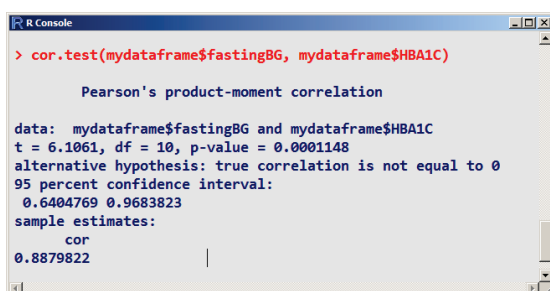 R Console
> cor.test(mydataframe$fastingBG, mydataframe$HBA1C)
Pearson's product-moment correlation
data:  mydataframe$fastingBG and mydataframe$HBA1C
t = 6.1061, df = 10, p-value = 0.0001148
alternative hypothesis: true correlation is not equal to 0
95 percent confidence interval:
0.6404769 0.9683823
sample estimates:
cor
0.8879822